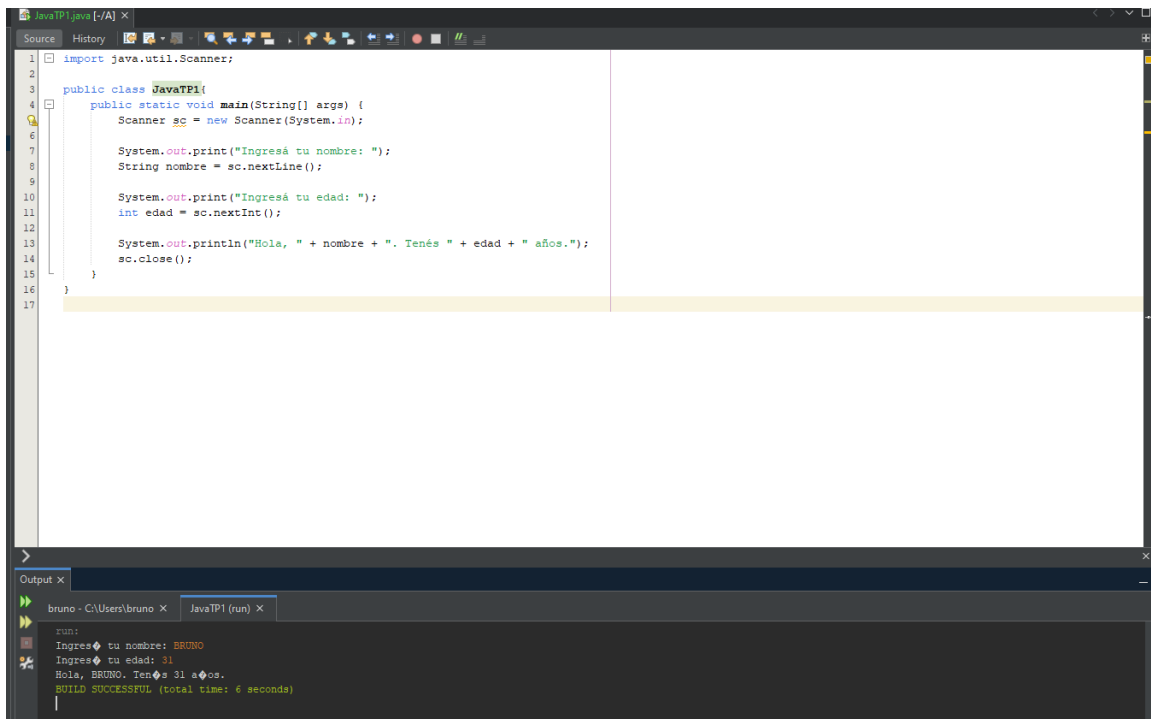 JavaTP1.java [-/A] ×
Source History
1 import java.util.Scanner;
2
3 public class JavaTP1{
4 public static void main(String[] args) {
Scanner sc = new Scanner(System.in);
6
7 System.out.print("Ingresá tu nombre: ");
8 String nombre = sc.nextLine();
9
10 System.out.print("Ingresá tu edad: ");
11 int edad = sc.nextInt();
12
13 System.out.println("Hola, " + nombre + ". Tenés " + edad + " años.");
14 sc.close();
15 }
16 }
17
Output ×
bruno - C:\Users\bruno × JavaTP1 (run) ×
run:
Ingres� tu nombre: BRUNO
Ingres� tu edad: 31
Hola, BRUNO. Ten�s 31 a�os.
BUILD SUCCESSFUL (total time: 6 seconds)